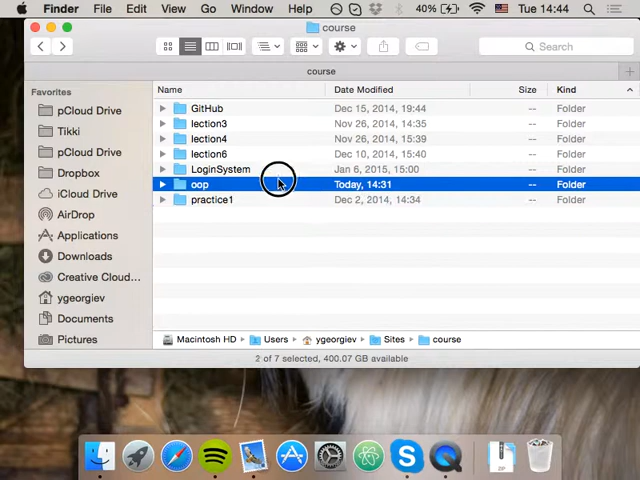 Finder File Edit View Go Window Help 40% Tue 14:44
course
Search
course
Favorites
pCloud Drive
Tikki
pCloud Drive
Dropbox
iCloud Drive
AirDrop
Applications
Downloads
Creative Cloud...
ygeorgiev
Documents
Pictures
Name Date Modified Size Kind
GitHub Dec 15, 2014, 19:44 -- Folder
lection3 Nov 26, 2014, 14:35 -- Folder
lection4 Nov 26, 2014, 15:39 -- Folder
lection6 Dec 10, 2014, 15:40 -- Folder
LoginSystem Jan 6, 2015, 15:00 -- Folder
oop Today, 14:31 -- Folder
practice1 Dec 2, 2014, 14:34 -- Folder
Macintosh HD Users ygeorgiev Sites course
2 of 7 selected, 400.07 GB available
ZIP